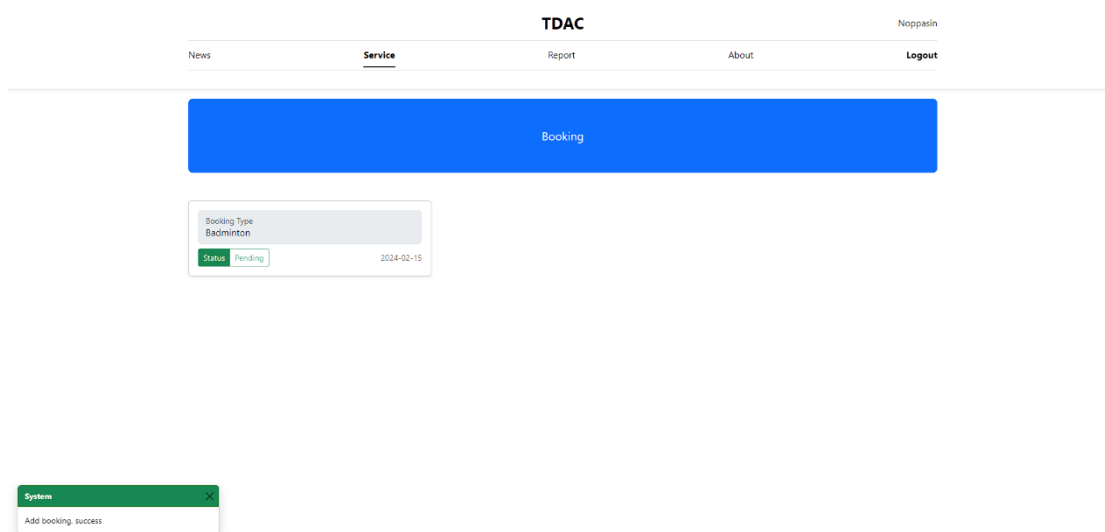 TDAC
Noppasin
News Service Report About Logout
Booking
Booking Type
Badminton
Status Pending 2024-02-15
System
Add booking, success